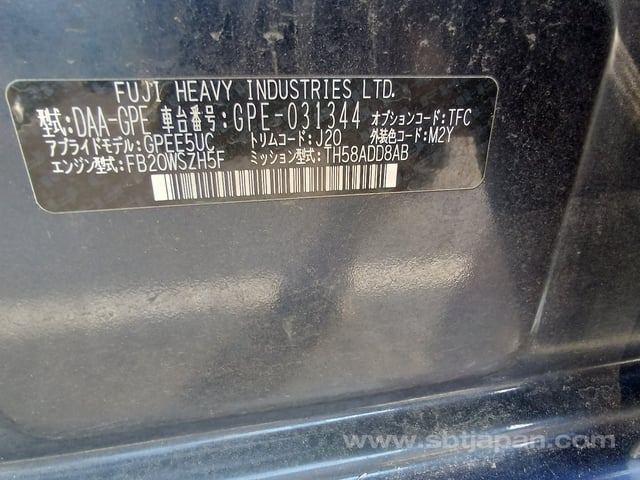 FUJI HEAVY INDUSTRIES LTD.
型式:DAA-GPE 車台番号:GPE-031344 オプションコード:TFC
アプライドモデル:GPEE5UC トリムコード:J20 外装色コード:M2Y
エンジン型式:FB20WSZH5F ミッション型式:TH58ADD8AB
www.sbtjapan.com